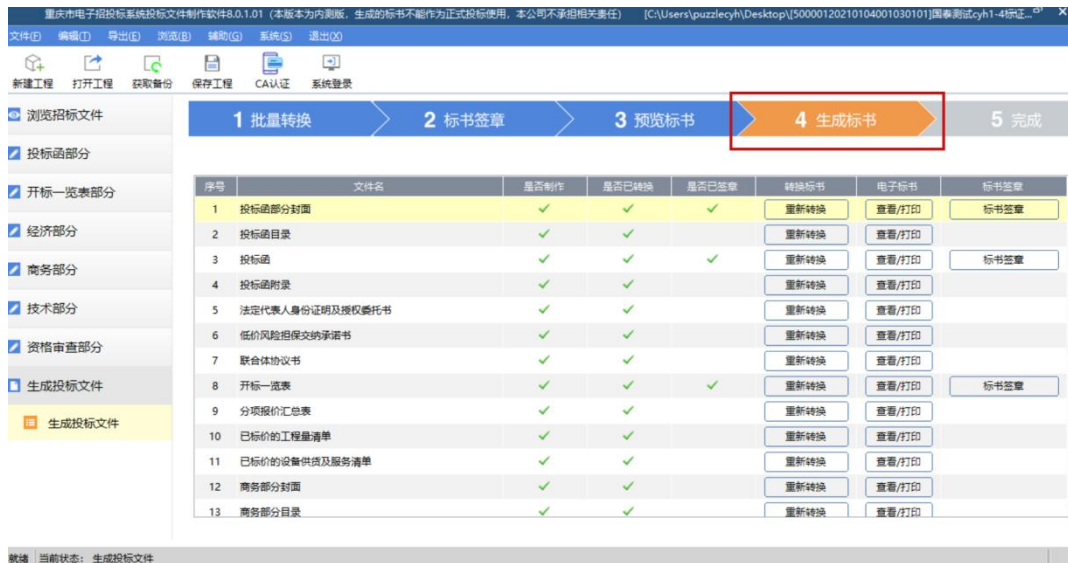 重庆市电子招投标系统投标文件制作软件8.0.1.01（本版本为内测版，生成的标书不能作为正式投标使用，本公司不承担相关责任） [C:\Users\puzzlecyh\Desktop\[50000120210104001030101]国泰测试cyh1-4标证...
文件(F) 编辑(T) 导出(E) 浏览(B) 辅助(G) 系统(S) 退出(X)
新建工程 打开工程 获取备份 保存工程 CA认证 系统登录
浏览招标文件
投标函部分
开标一览表部分
经济部分
商务部分
技术部分
资格审查部分
生成投标文件
生成投标文件
1 批量转换 2 标书签章 3 预览标书 4 生成标书 5 完成
序号 文件名 是否制作 是否已转换 是否已签章 转换标书 电子标书 标书签章
1 投标函部分封面 ✓ ✓ ✓ 重新转换 查看/打印 标书签章
2 投标函目录 ✓ ✓ 重新转换 查看/打印
3 投标函 ✓ ✓ ✓ 重新转换 查看/打印 标书签章
4 投标函附录 ✓ ✓ 重新转换 查看/打印
5 法定代表人身份证明及授权委托书 ✓ ✓ 重新转换 查看/打印
6 低价风险担保交纳承诺书 ✓ ✓ 重新转换 查看/打印
7 联合体协议书 ✓ ✓ 重新转换 查看/打印
8 开标一览表 ✓ ✓ ✓ 重新转换 查看/打印 标书签章
9 分项报价汇总表 ✓ ✓ 重新转换 查看/打印
10 已标价的工程量清单 ✓ ✓ 重新转换 查看/打印
11 已标价的设备供货及服务清单 ✓ ✓ 重新转换 查看/打印
12 商务部分封面 ✓ ✓ 重新转换 查看/打印
13 商务部分目录 ✓ ✓ 重新转换 查看/打印
就绪 当前状态： 生成投标文件